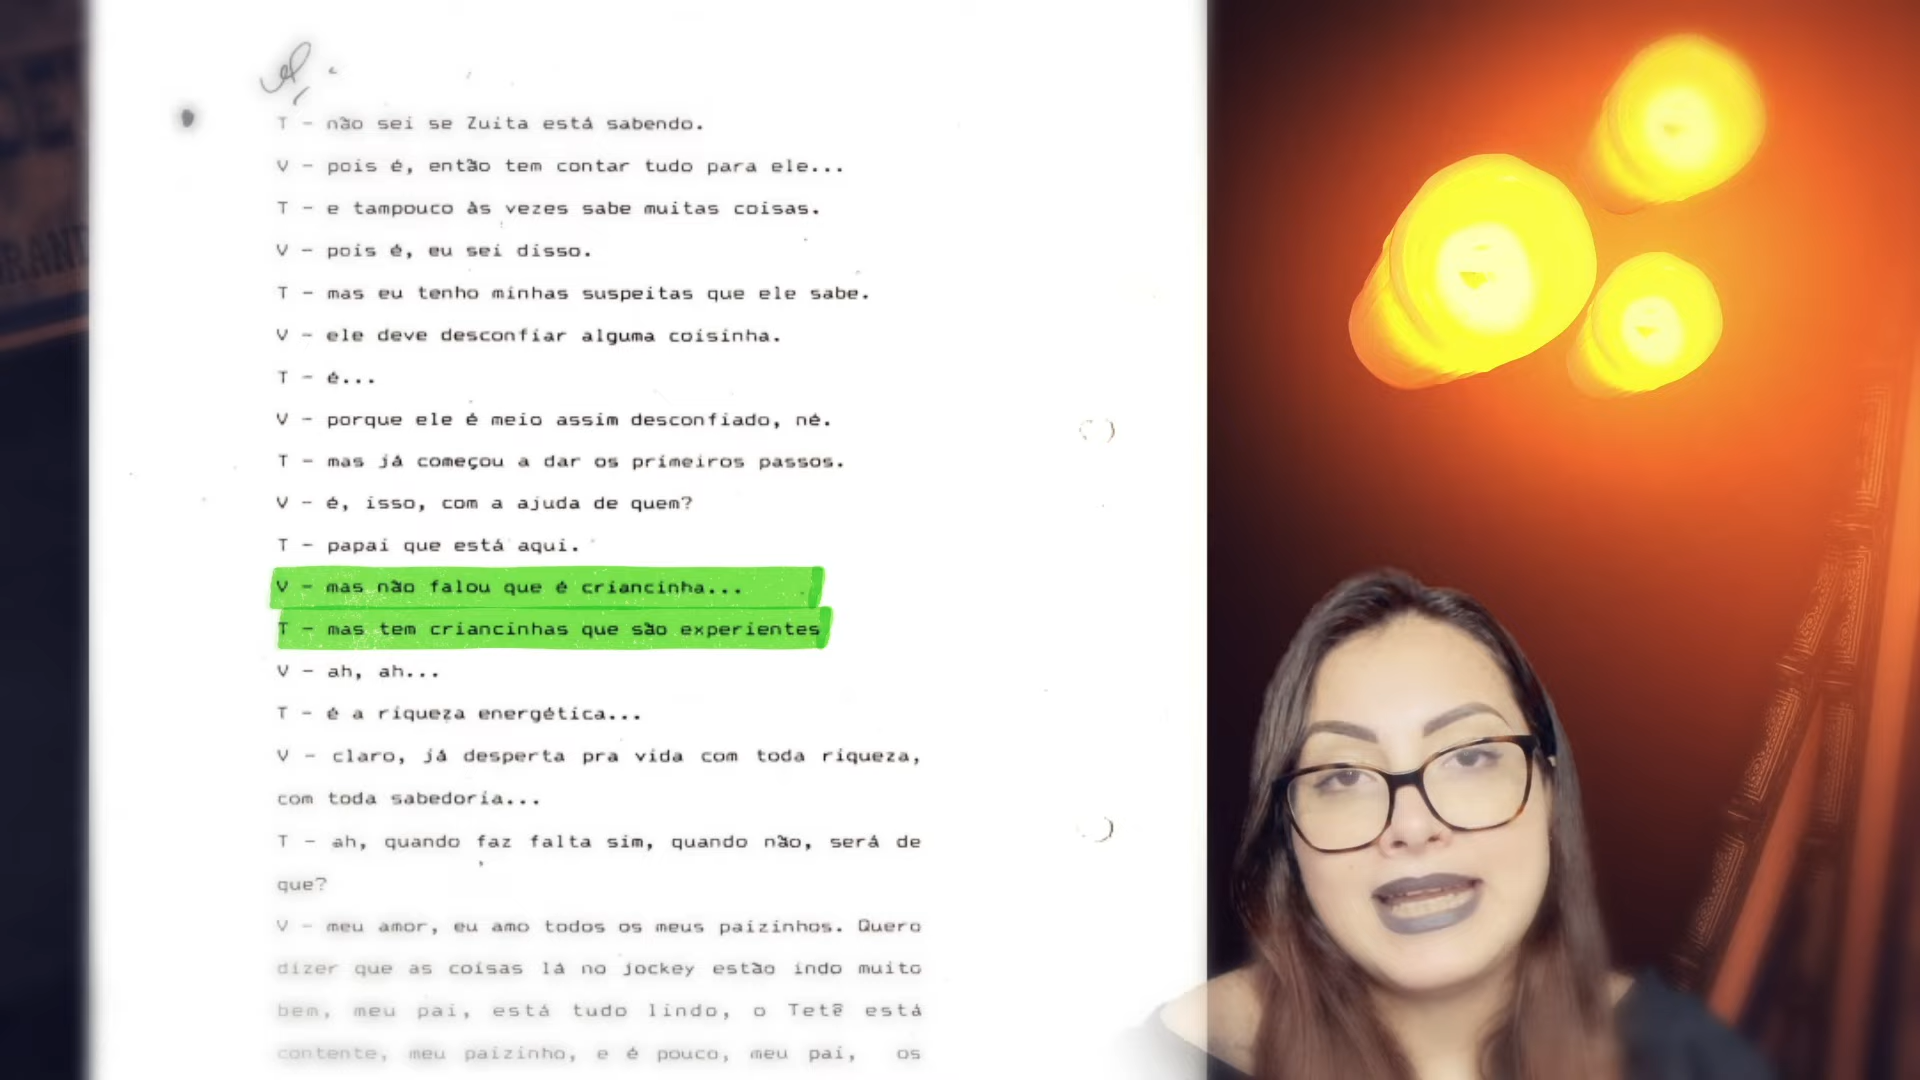 T - não sei se Zuita está sabendo.
V - pois é, então tem contar tudo para ele...
T - e tampouco às vezes sabe muitas coisas.
V - pois é, eu sei disso.
T - mas eu tenho minhas suspeitas que ele sabe.
V - ele deve desconfiar alguma coisinha.
T - é...
V - porque ele é meio assim desconfiado, né.
T - mas já começou a dar os primeiros passos.
V - é, isso, com a ajuda de quem?
T - papai que está aqui.
V - mas não falou que é criancinha...
T - mas tem criancinhas que são experientes
V - ah, ah...
T - é a riqueza energética...
V - claro, já desperta pra vida com toda riqueza,
com toda sabedoria...
T - ah, quando faz falta sim, quando não, será de
que?
V - meu amor, eu amo todos os meus paizinhos. Quero
dizer que as coisas lá no jockey estão indo muito
bem, meu pai, está tudo lindo, o Tetê está
contente, meu paizinho, e é pouco, meu pai, os